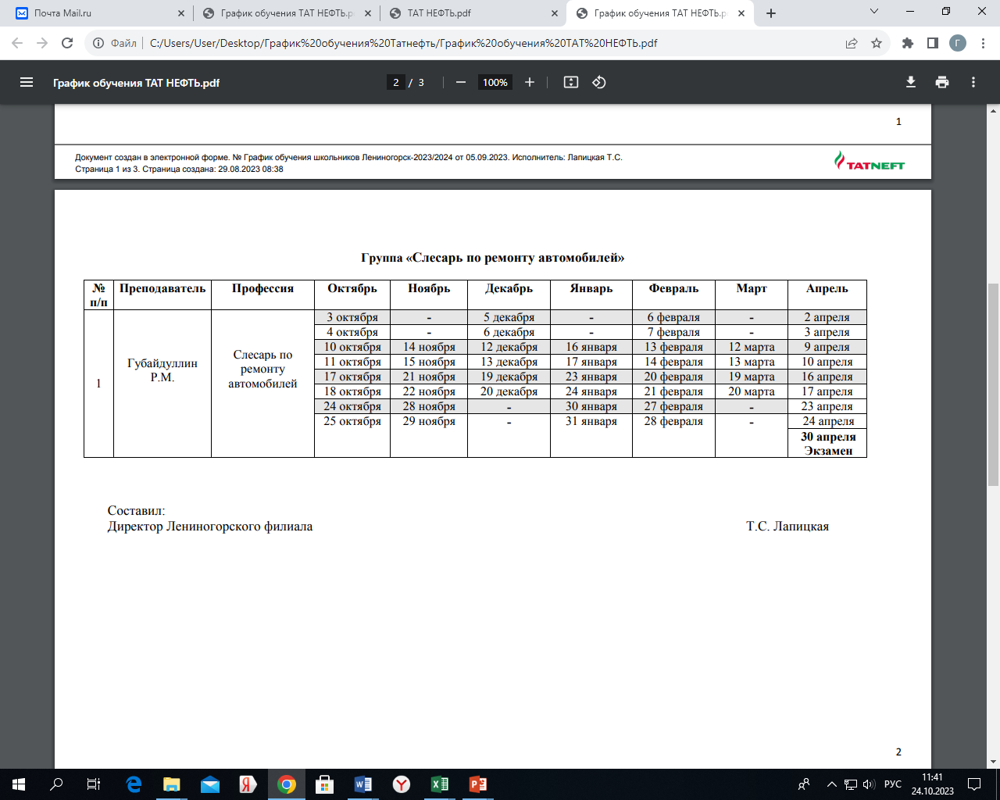 Почта Mail.ru
График обучения ТАТ НЕФТЬ.p
ТАТ НЕФТЬ.pdf
График обучения ТАТ НЕФТЬ.p
Файл
C:/Users/User/Desktop/График%20обучения%20Татнефть/График%20обучения%20ТАТ%20НЕФТЬ.pdf
Г
График обучения ТАТ НЕФТЬ.pdf
2 / 3
100%
1
Документ создан в электронной форме. № График обучения школьников Лениногорск-2023/2024 от 05.09.2023. Исполнитель: Лапицкая Т.С.
Страница 1 из 3. Страница создана: 29.08.2023 08:38
TATNEFT
Группа «Слесарь по ремонту автомобилей»
№ п/п Преподаватель Профессия Октябрь Ноябрь Декабрь Январь Февраль Март Апрель
1 Губайдуллин Р.М. Слесарь по ремонту автомобилей
3 октября - 5 декабря - 6 февраля - 2 апреля
4 октября - 6 декабря - 7 февраля - 3 апреля
10 октября 14 ноября 12 декабря 16 января 13 февраля 12 марта 9 апреля
11 октября 15 ноября 13 декабря 17 января 14 февраля 13 марта 10 апреля
17 октября 21 ноября 19 декабря 23 января 20 февраля 19 марта 16 апреля
18 октября 22 ноября 20 декабря 24 января 21 февраля 20 марта 17 апреля
24 октября 28 ноября - 30 января 27 февраля - 23 апреля
25 октября 29 ноября - 31 января 28 февраля - 24 апреля
30 апреля
Экзамен
Составил:
Директор Лениногорского филиала Т.С. Лапицкая
2
РУС
11:41
24.10.2023